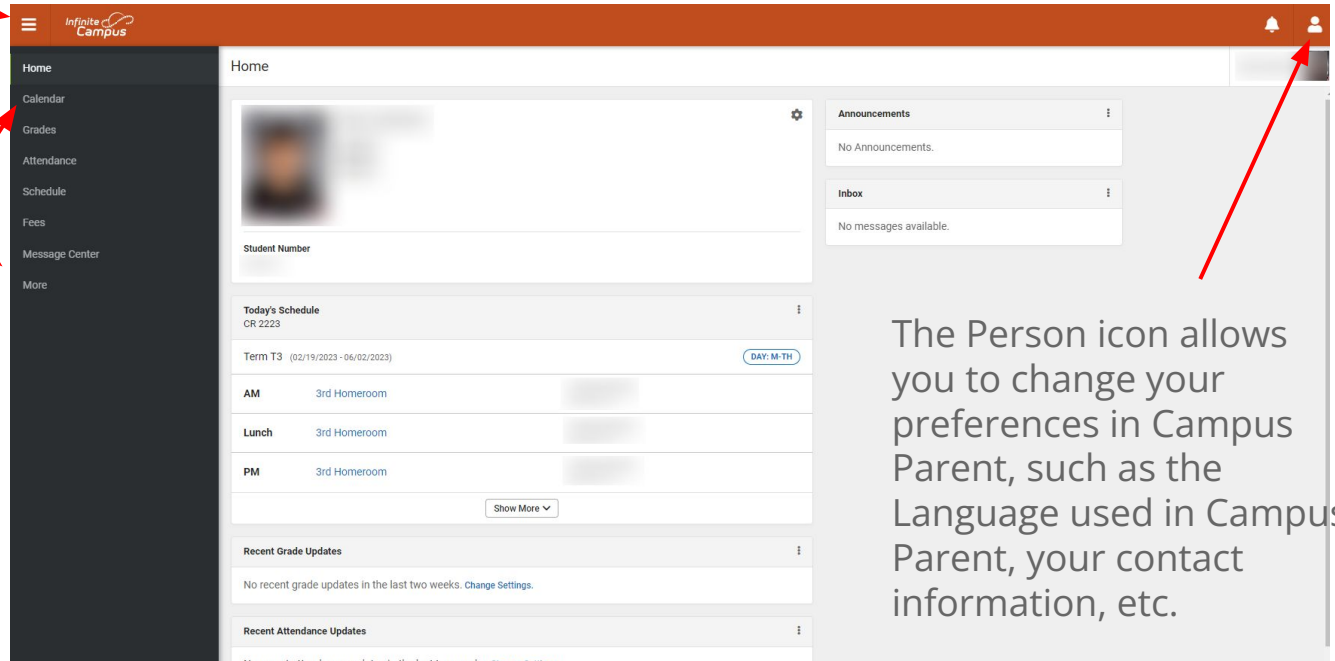 Infinite
Campus
Home
Calendar
Grades
Attendance
Schedule
Fees
Message Center
More
Home
Student Number
Today's Schedule
CR 2223
Term T3 (02/19/2023 - 06/02/2023)
DAY: M-TH
AM 3rd Homeroom
Lunch 3rd Homeroom
PM 3rd Homeroom
Show More
Recent Grade Updates
No recent grade updates in the last two weeks. Change Settings.
Recent Attendance Updates
Announcements
No Announcements.
Inbox
No messages available.
The Person icon allows
you to change your
preferences in Campus
Parent, such as the
Language used in Campus
Parent, your contact
information, etc.